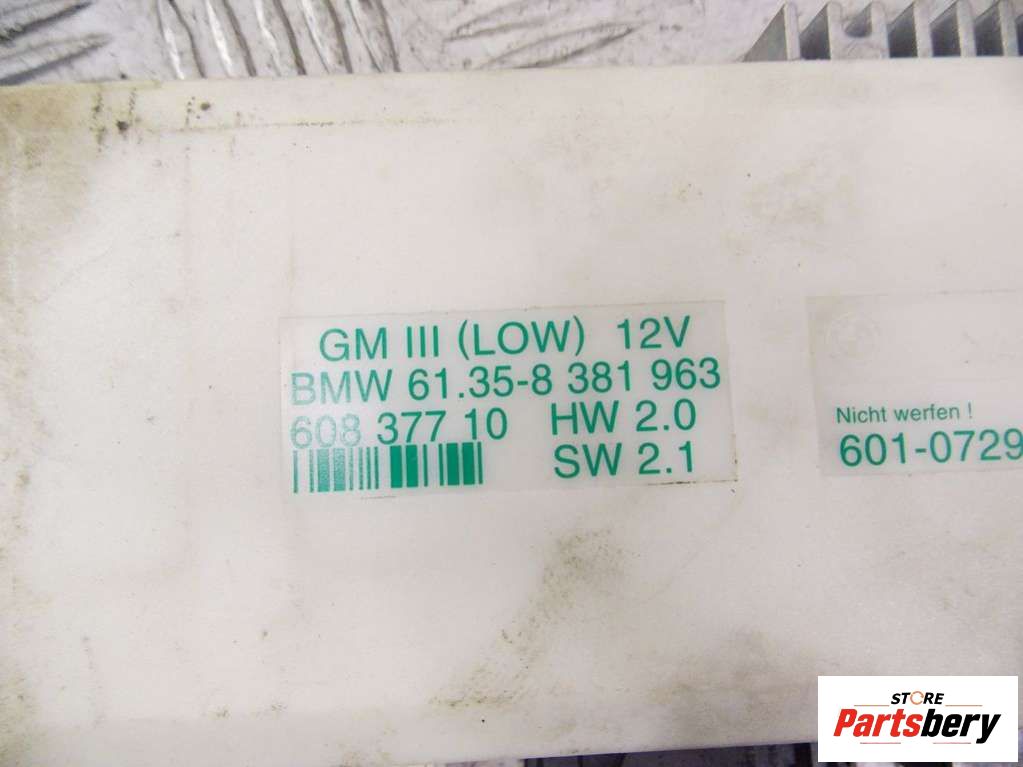 GM III (LOW) 12V
BMW 61.35-8 381 963
608 377 10 HW 2.0
SW 2.1
Nicht werfen !
601-0729
STORE
Partsbery